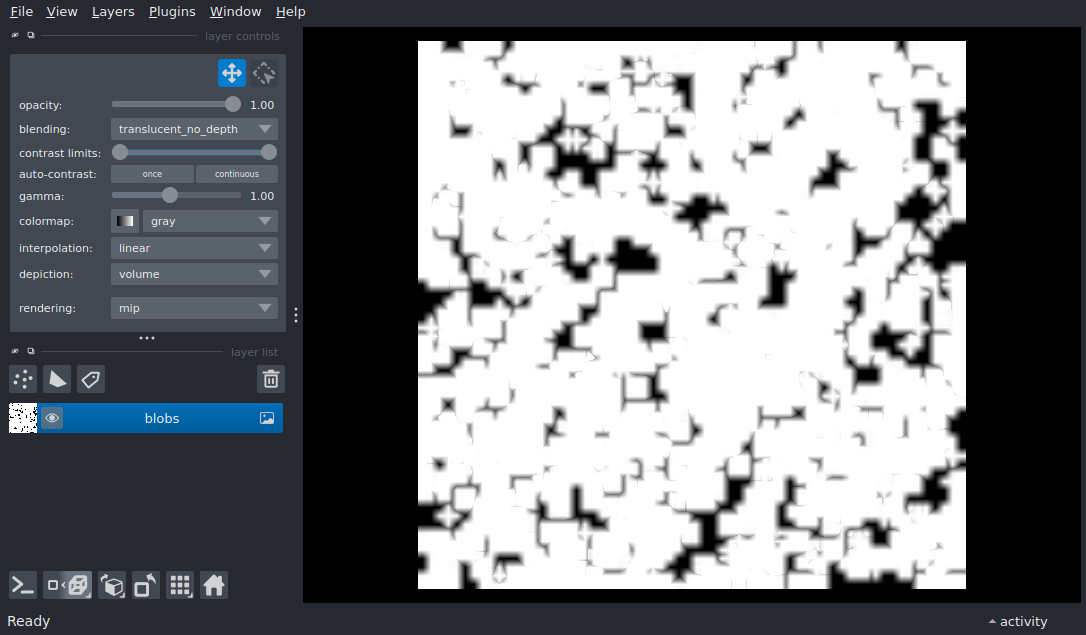 File View Layers Plugins Window Help
layer controls
opacity: 1.00
blending: translucent_no_depth
contrast limits:
auto-contrast: once continuous
gamma: 1.00
colormap: gray
interpolation: linear
depiction: volume
rendering: mip
layer list
blobs
Ready activity